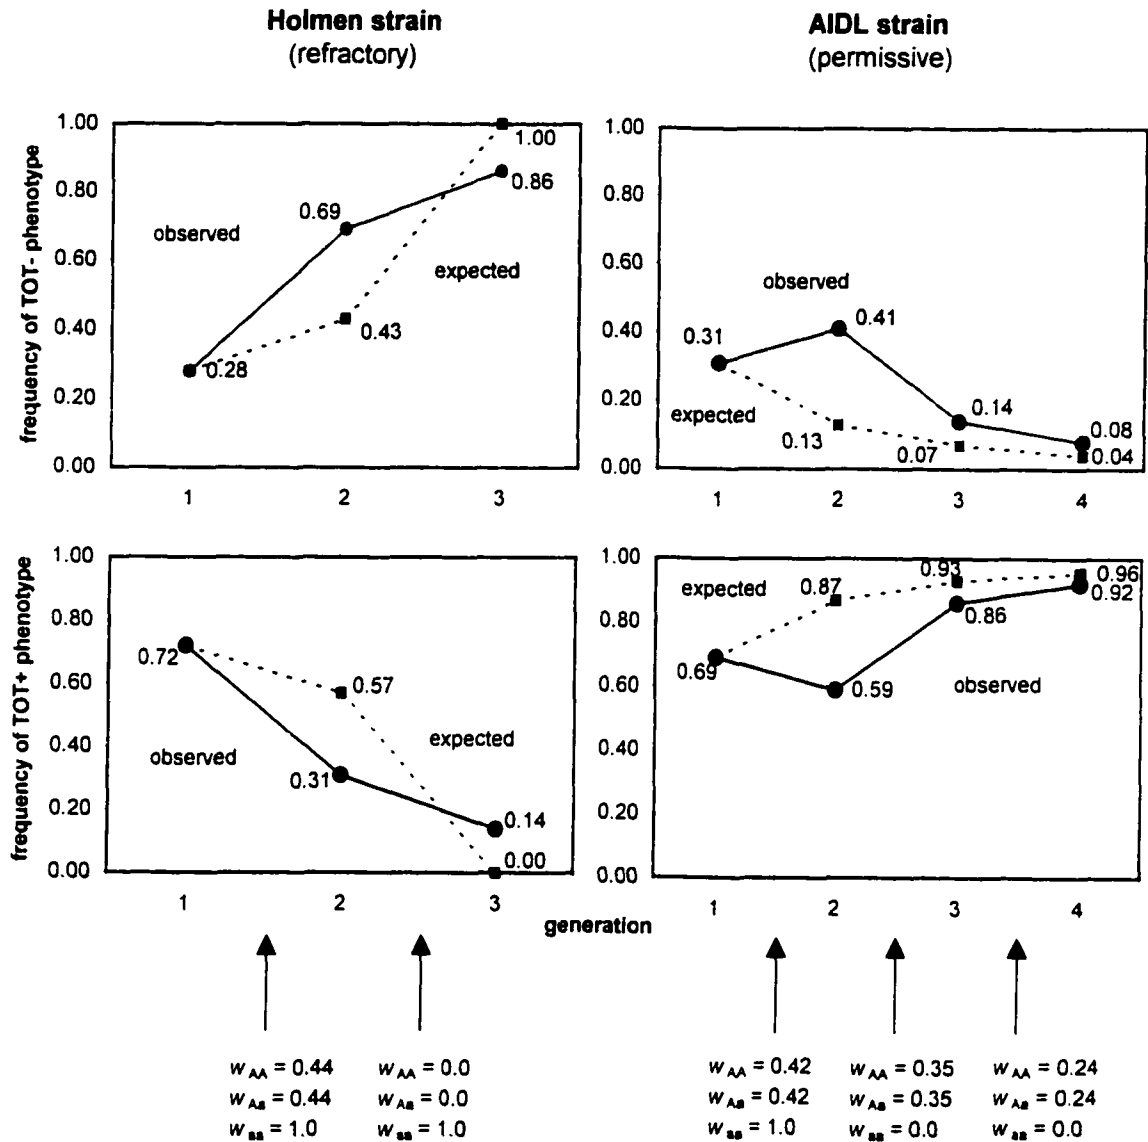 Holmen strain
(refractory)
AIDL strain
(permissive)
frequency of TOT- phenotype
1.00
0.80
0.60
0.40
0.20
0.00
observed
expected
0.28
0.69
0.43
1.00
0.86
1 2 3
1.00
0.80
0.60
0.40
0.20
0.00
observed
expected
0.31
0.41
0.13
0.14
0.07
0.08
0.04
1 2 3 4
frequency of TOT+ phenotype
1.00
0.80
0.60
0.40
0.20
0.00
observed
expected
0.72
0.57
0.31
0.14
0.00
1 2 3
1.00
0.80
0.60
0.40
0.20
0.00
expected
observed
0.69
0.87
0.59
0.93
0.86
0.96
0.92
1 2 3 4
generation
w AA = 0.44
w Aa = 0.44
w aa = 1.0
w AA = 0.0
w Aa = 0.0
w aa = 1.0
w AA = 0.42
w Aa = 0.42
w aa = 1.0
w AA = 0.35
w Aa = 0.35
w aa = 0.0
w AA = 0.24
w Aa = 0.24
w aa = 0.0